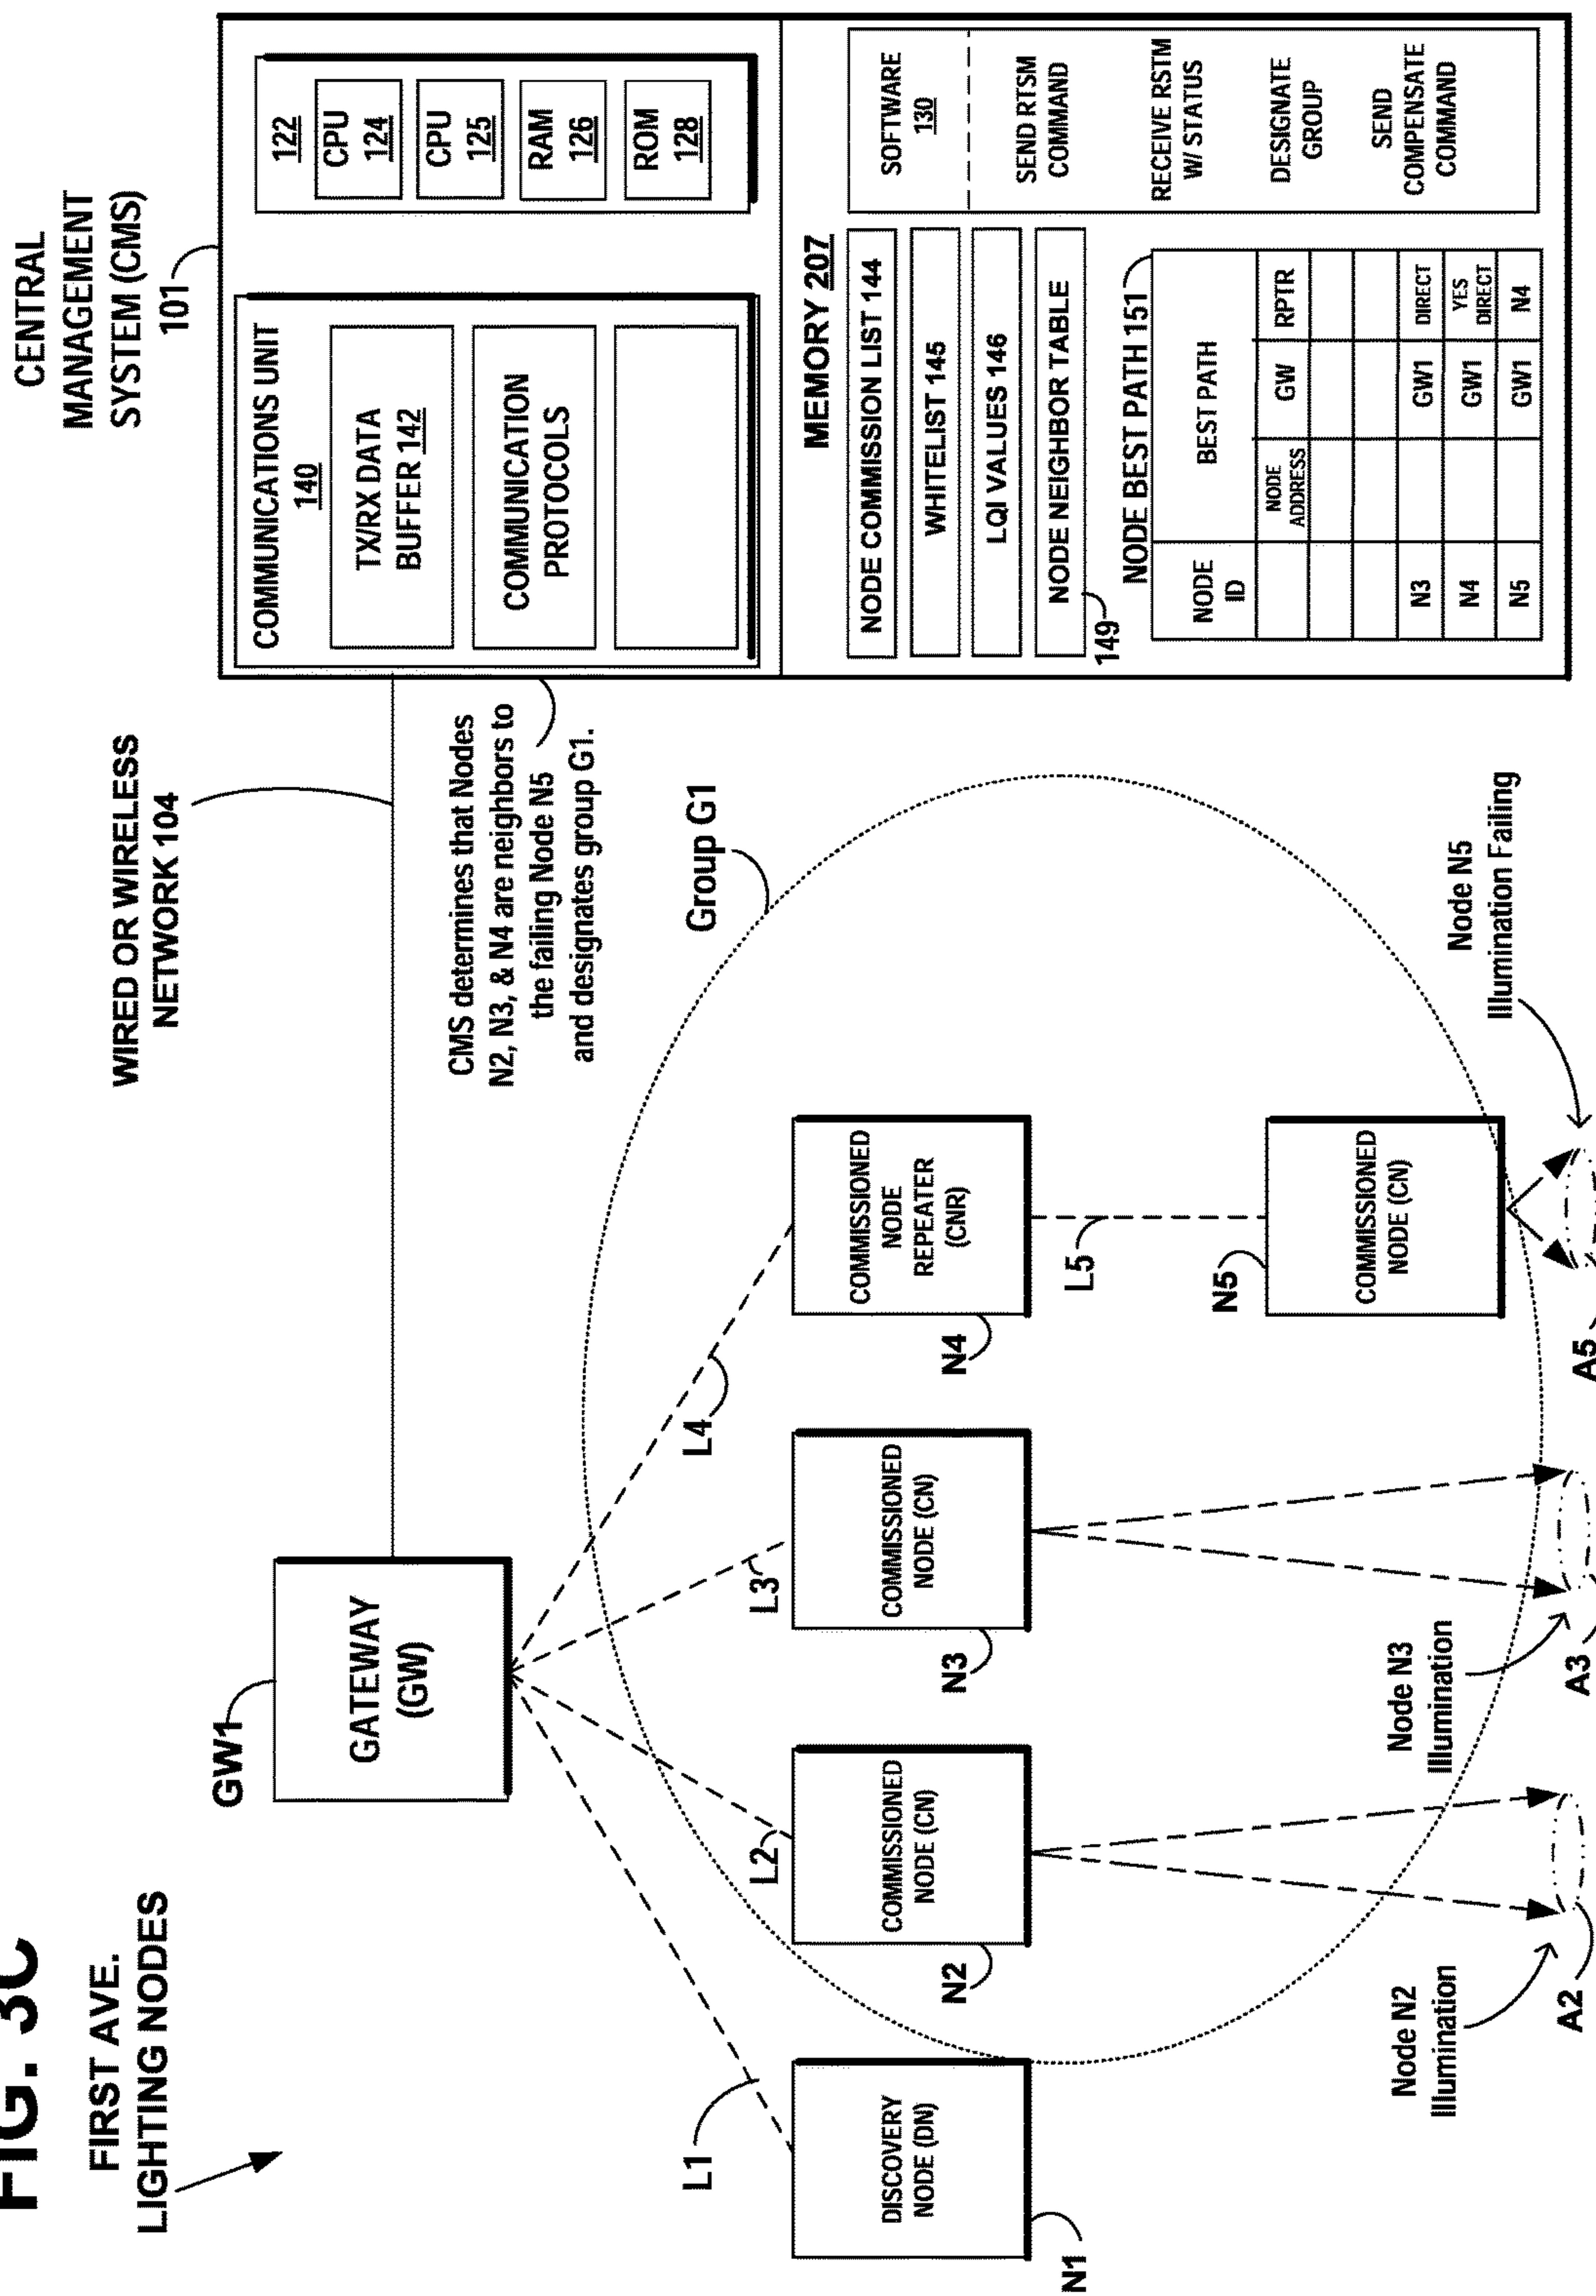 FIG. 3C
FIRST AVE.
LIGHTING NODES
CENTRAL
MANAGEMENT
SYSTEM (CMS)
101
WIRED OR WIRELESS
NETWORK 104
GW1
GATEWAY
(GW)
COMMUNICATIONS UNIT
140
TX/RX DATA
BUFFER 142
COMMUNICATION
PROTOCOLS
122
CPU
124
CPU
125
RAM
126
ROM
128
CMS determines that Nodes
N2, N3, & N4 are neighbors to
the failing Node N5
and designates group G1.
Group G1
L1
L2
L3
L4
DISCOVERY
NODE (DN)
N1
COMMISSIONED
NODE (CN)
N2
COMMISSIONED
NODE (CN)
N3
COMMISSIONED
NODE
REPEATER
(CNR)
N4
L5
N5
COMMISSIONED
NODE (CN)
Node N2
Illumination
A2
Node N3
Illumination
A3
Node N5
Illumination Failing
A5
MEMORY 207
NODE COMMISSION LIST 144
WHITELIST 145
LQI VALUES 146
NODE NEIGHBOR TABLE
149
NODE BEST PATH 151
NODE
ID
BEST PATH
NODE
ADDRESS
GW
RPTR
N3 GW1 DIRECT
N4 GW1 YES
DIRECT
N5 GW1 N4
SOFTWARE
130
SEND RTSM
COMMAND
RECEIVE RSTM
W/ STATUS
DESIGNATE
GROUP
SEND
COMPENSATE
COMMAND